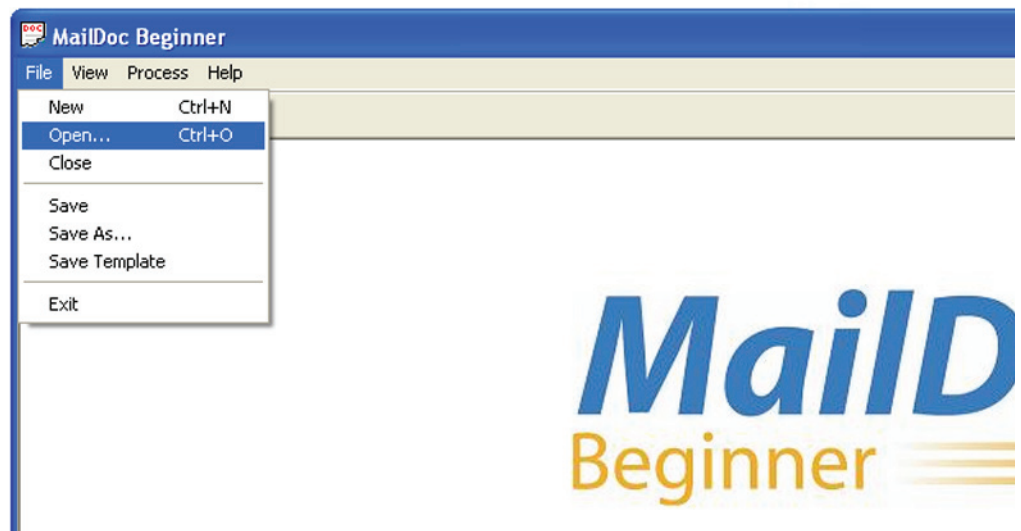 DOC
MailDoc Beginner
File View Process Help
New Ctrl+N
Open... Ctrl+O
Close
Save
Save As...
Save Template
Exit
MailD
Beginner